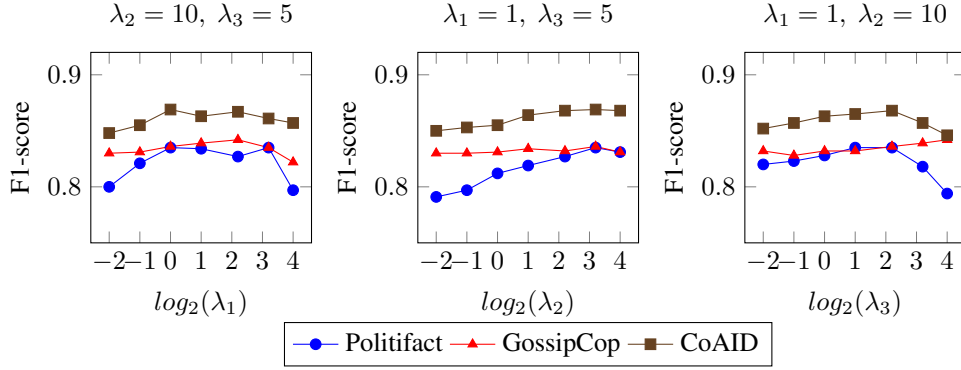 λ₂ = 10, λ₃ = 5
0.9
0.8
F1-score
−2 −1 0 1 2 3 4
log₂(λ₁)
λ₁ = 1, λ₃ = 5
0.9
0.8
F1-score
−2 −1 0 1 2 3 4
log₂(λ₂)
λ₁ = 1, λ₂ = 10
0.9
0.8
F1-score
−2 −1 0 1 2 3 4
log₂(λ₃)
Politifact GossipCop CoAID